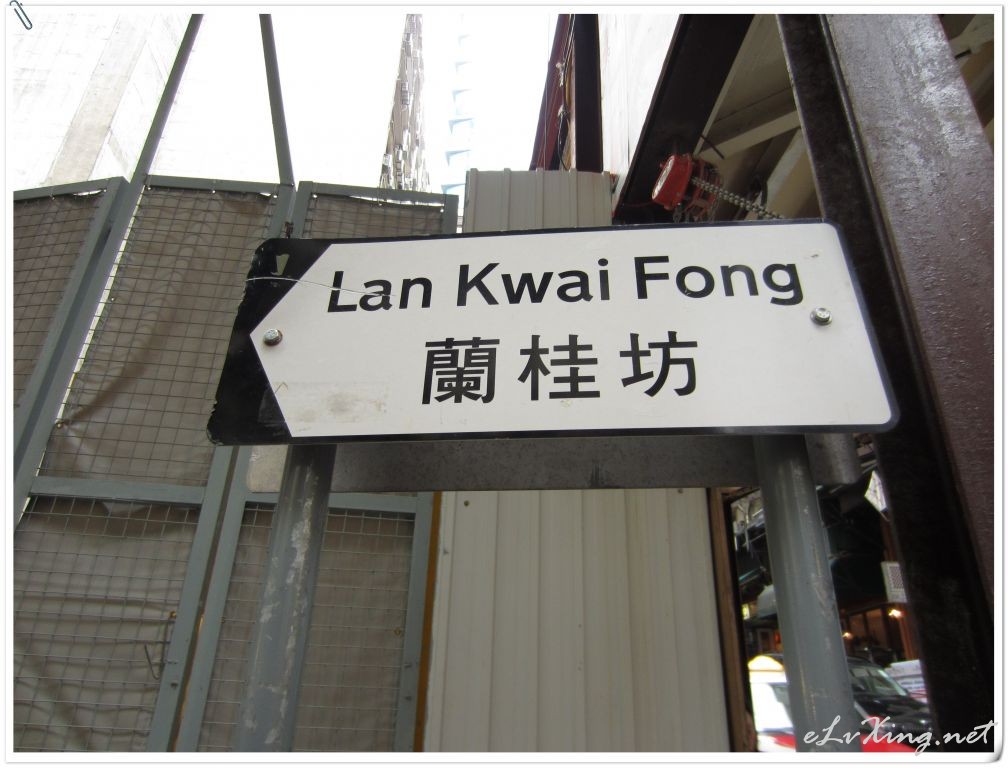 Lan Kwai Fong
蘭桂坊
eLvXing.net